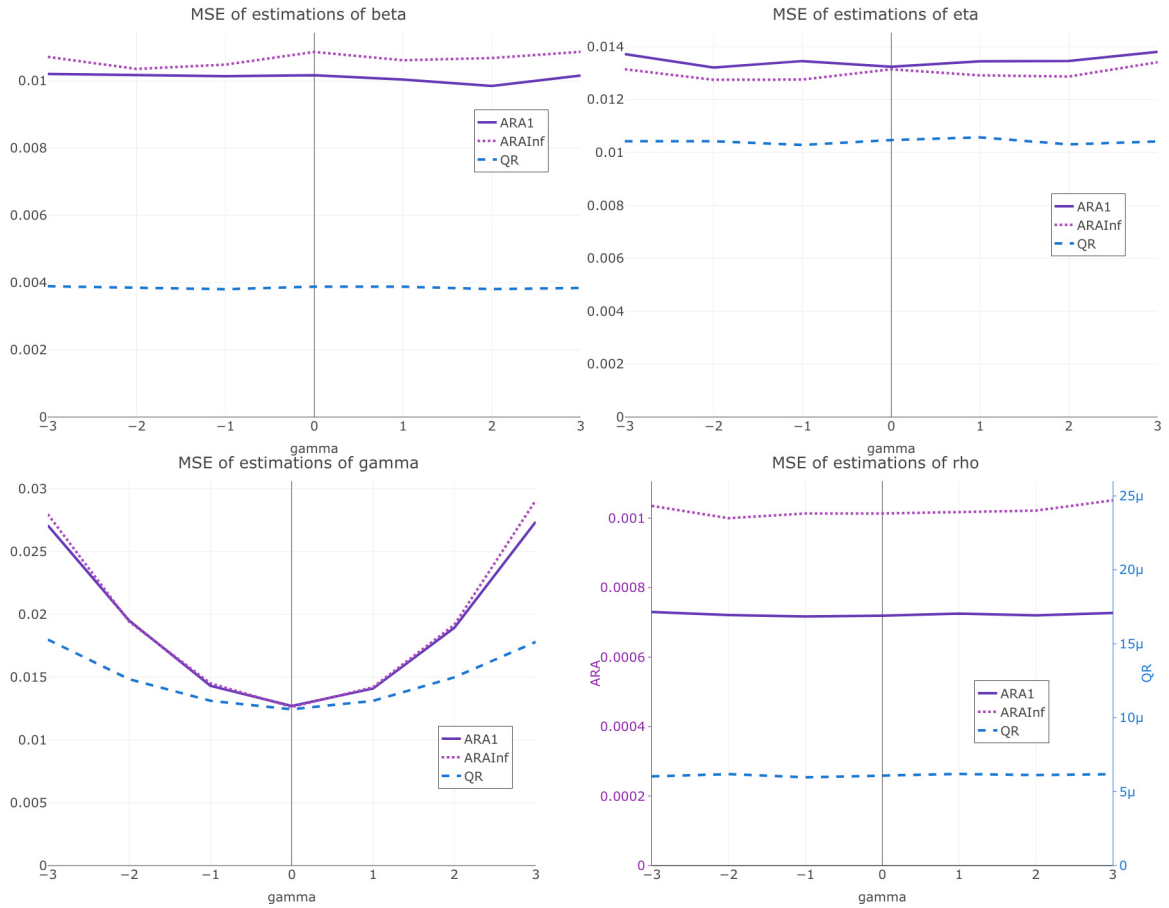 MSE of estimations of beta
0.01
0.008
0.006
0.004
0.002
0
−3 −2 −1 0 1 2 3
gamma
ARA1
ARAInf
QR
MSE of estimations of eta
0.014
0.012
0.01
0.008
0.006
0.004
0.002
0
−3 −2 −1 0 1 2 3
gamma
ARA1
ARAInf
QR
MSE of estimations of gamma
0.03
0.025
0.02
0.015
0.01
0.005
0
−3 −2 −1 0 1 2 3
gamma
ARA1
ARAInf
QR
MSE of estimations of rho
0.001
0.0008
0.0006
0.0004
0.0002
0
ARA
25µ
20µ
15µ
10µ
5µ
0
QR
−3 −2 −1 0 1 2 3
gamma
ARA1
ARAInf
QR